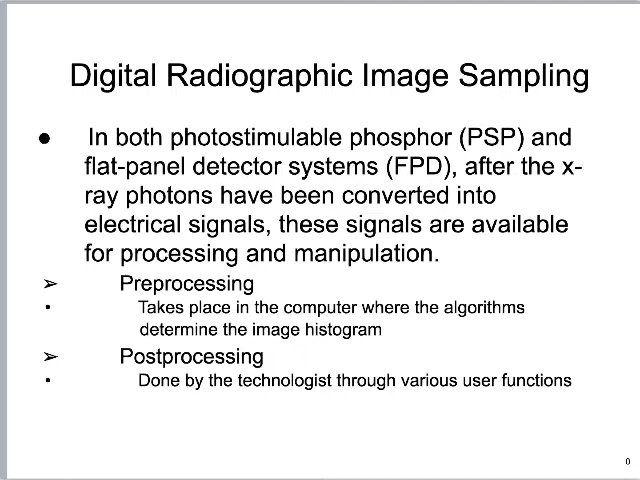 Digital Radiographic Image Sampling
● In both photostimulable phosphor (PSP) and
flat-panel detector systems (FPD), after the x-
ray photons have been converted into
electrical signals, these signals are available
for processing and manipulation.
➢ Preprocessing
▪ Takes place in the computer where the algorithms
determine the image histogram
➢ Postprocessing
▪ Done by the technologist through various user functions
0